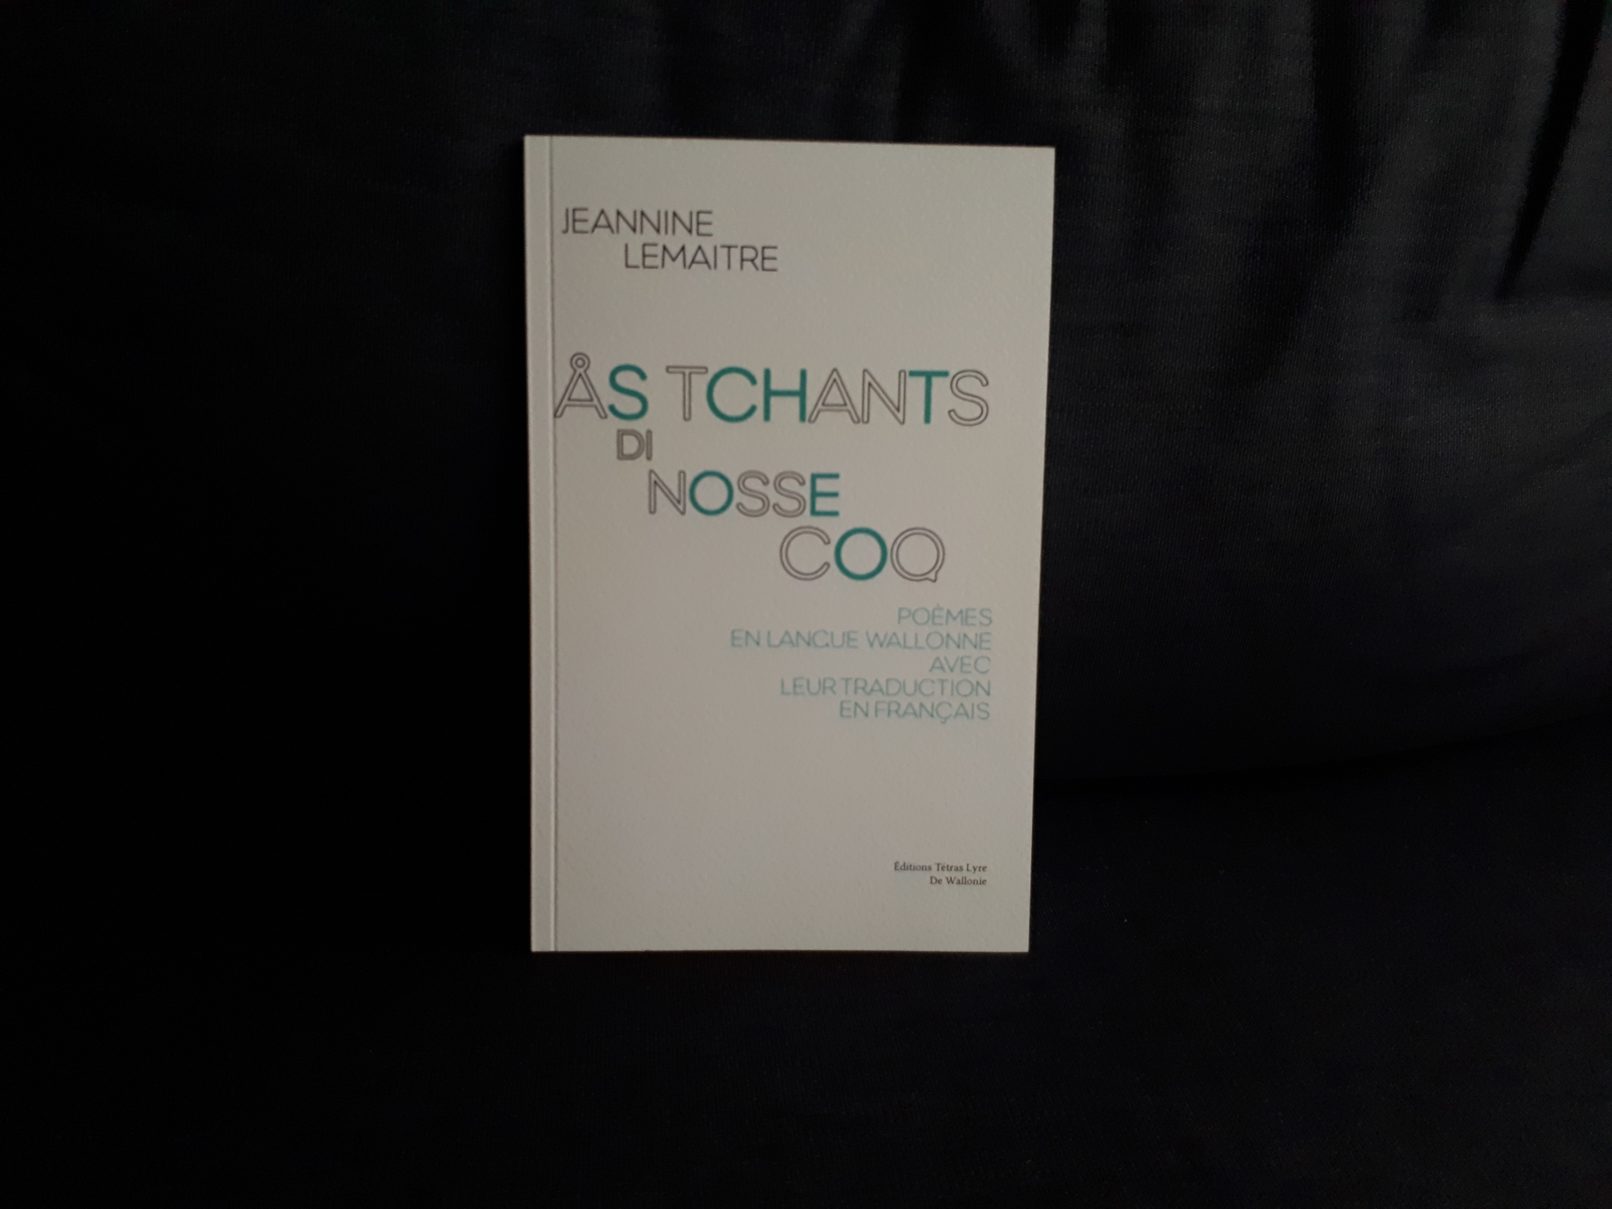 JEANNINE
LEMAITRE
ÅS TCHANTS
DI
NOSSE
COQ
POÈMES
EN LANGUE WALLONNE
AVEC
LEUR TRADUCTION
EN FRANÇAIS
Éditions Tétras Lyre
De Wallonie